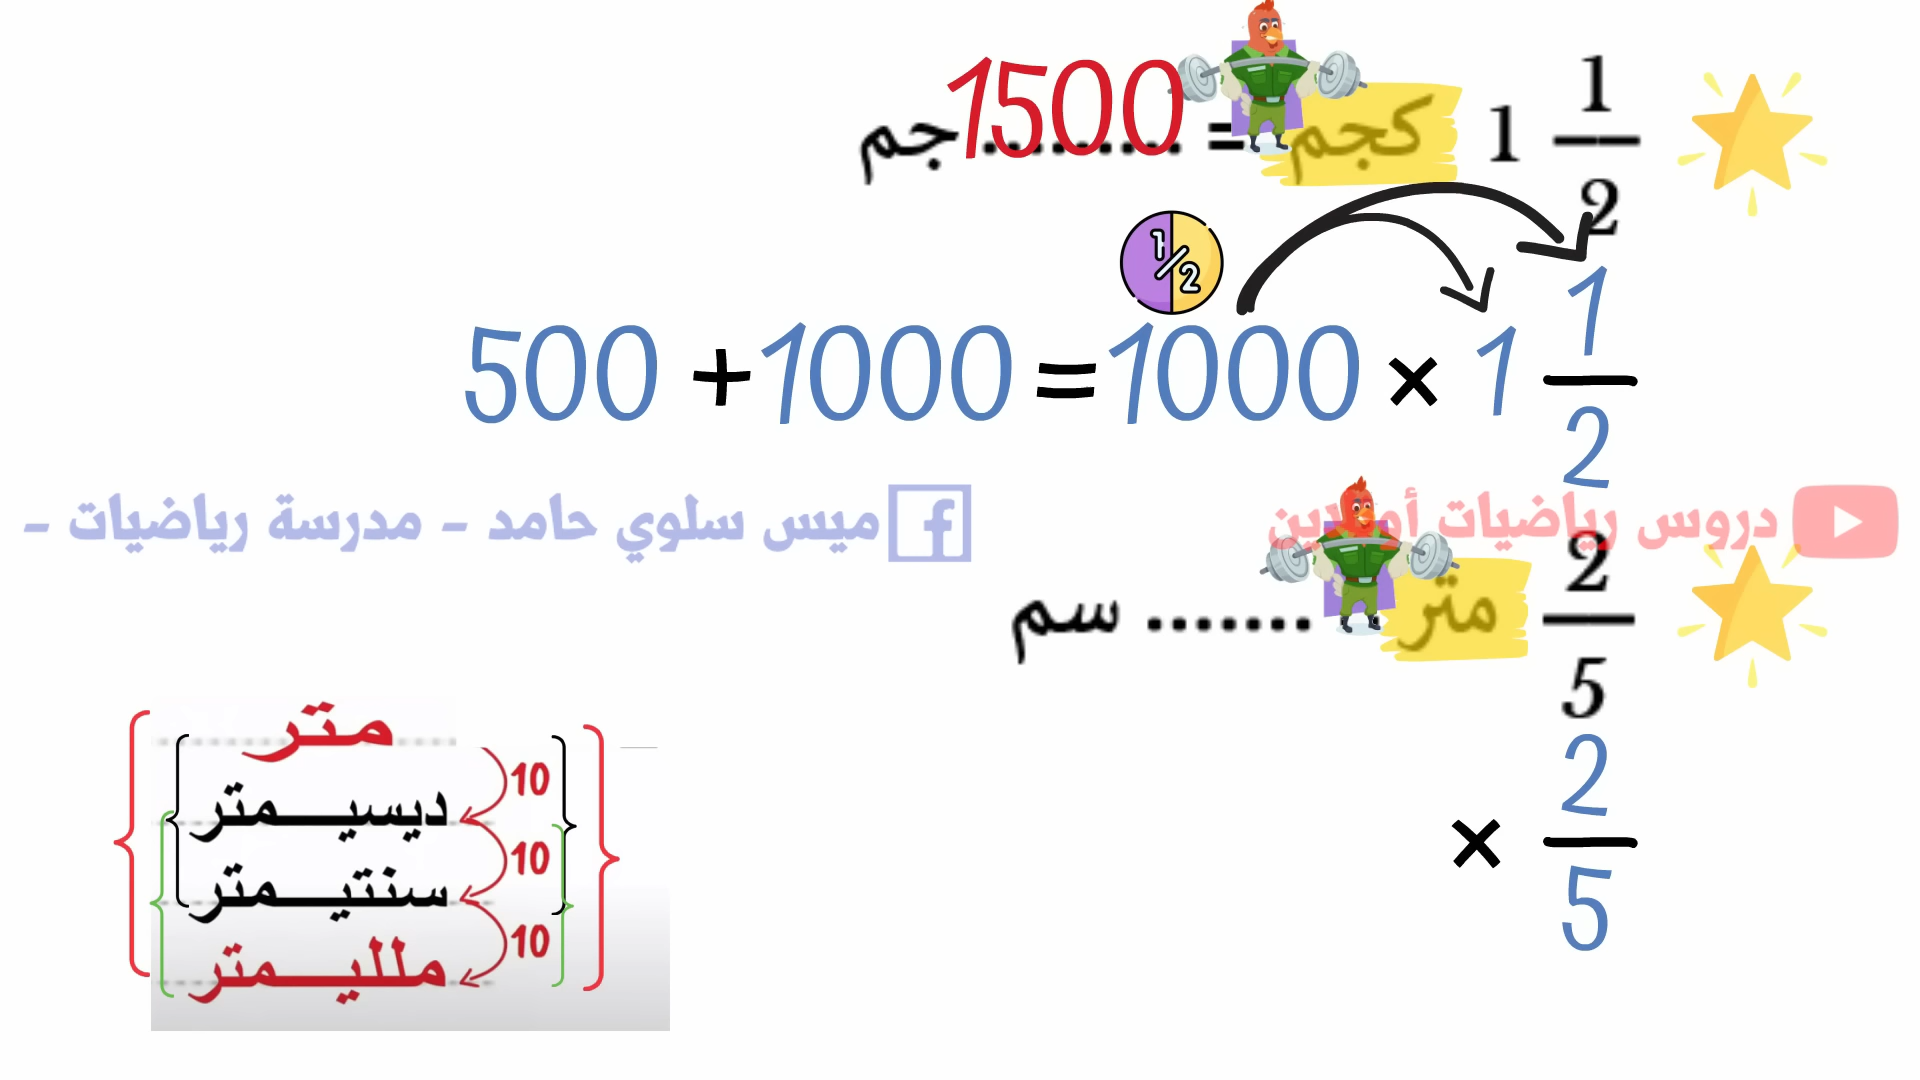 1 1/2 كجم = 1500 ......... جم
1/2
1 1/2 × 1000 = 1000 + 500
دروس رياضيات أونلاين
ميس سلوي حامد - مدرسة رياضيات -
2/5 متر ....... سم
2/5 ×
متر
10
ديسيمتر
10
سنتيمتر
10
ملليمتر